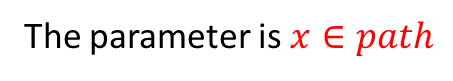 The parameter is x ∈ path